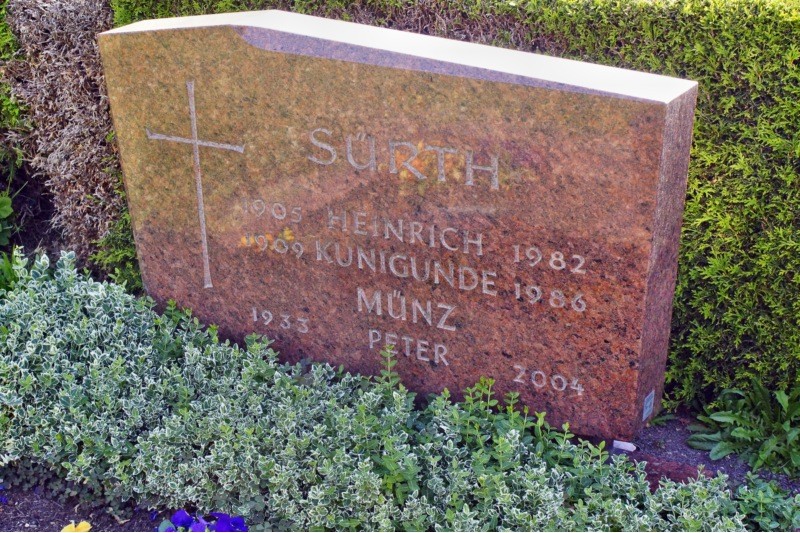 SÜRTH
1905 HEINRICH 1982
1909 KUNIGUNDE 1986
MÜNZ
1933 PETER 2004